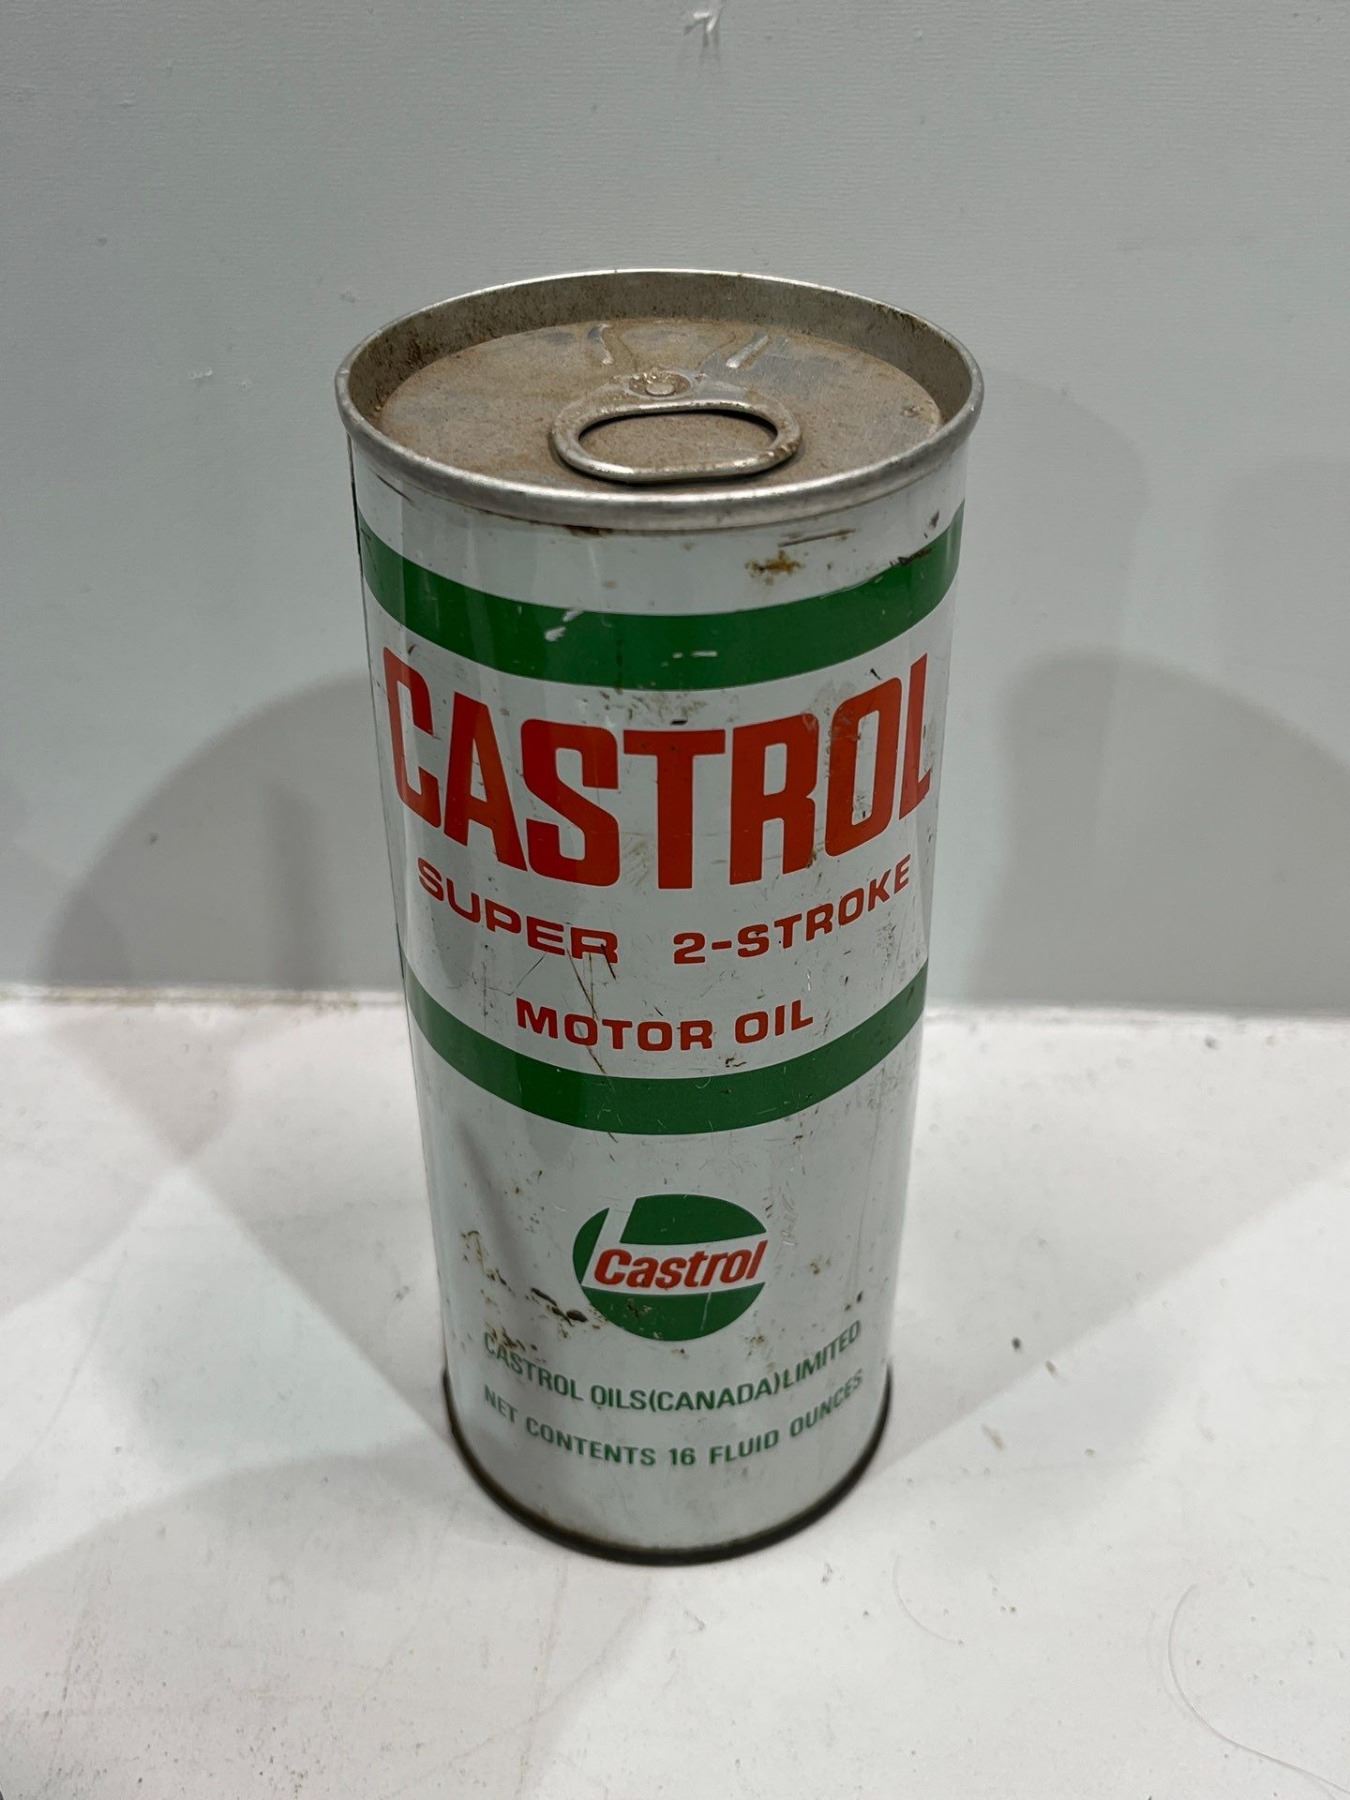 CASTROL
SUPER 2-STROKE
MOTOR OIL
Castrol
CASTROL OILS(CANADA)LIMITED
NET CONTENTS 16 FLUID OUNCES